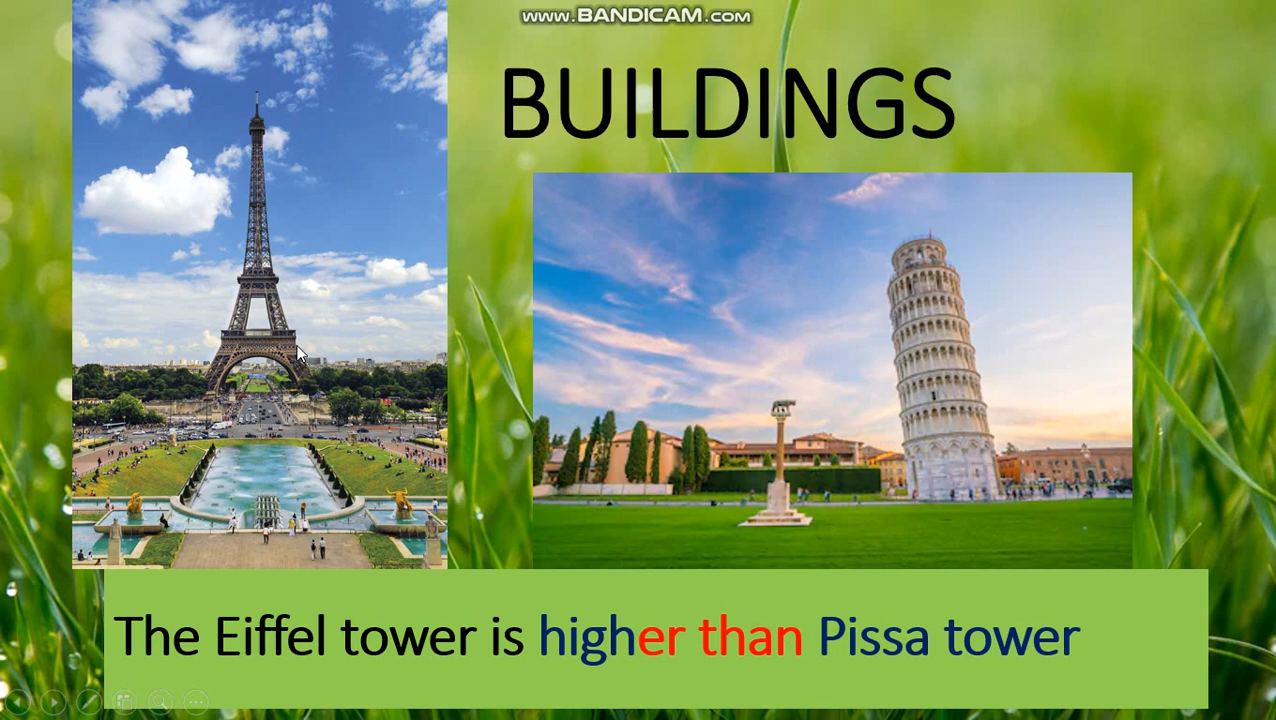 www.BANDICAM.com
BUILDINGS
The Eiffel tower is higher than Pissa tower